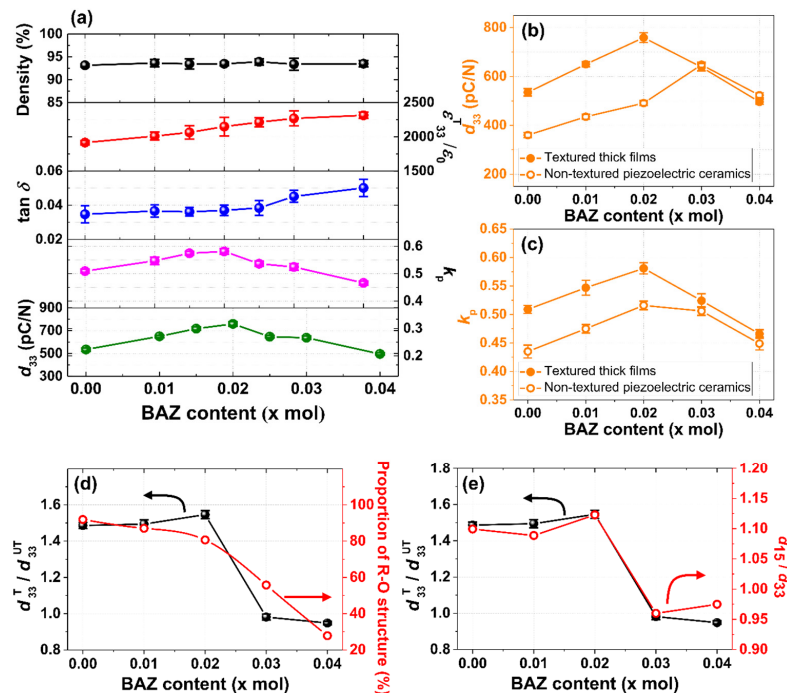 (a)
Density (%)
100
95
90
85
2500
2000
1500
ε᷊ᵀ₃₃ / ε₀
0.06
0.04
0.02
tan δ
0.6
0.5
0.4
kₚ
900
700
500
300
d₃₃ (pC/N)
0.3
0.2
0.00 0.01 0.02 0.03 0.04
BAZ content (x mol)
(b)
800
600
400
200
d₃₃ (pC/N)
Textured thick films
Non-textured piezoelectric ceramics
0.00 0.01 0.02 0.03 0.04
BAZ content (x mol)
(c)
0.65
0.60
0.55
0.50
0.45
0.40
0.35
kₚ
Textured thick films
Non-textured piezoelectric ceramics
0.00 0.01 0.02 0.03 0.04
BAZ content (x mol)
(d)
1.8
1.6
1.4
1.2
1.0
0.8
d₃₃ᵀ / d₃₃ᵁᵀ
100
80
60
40
20
Proportion of R-O structure (%)
0.00 0.01 0.02 0.03 0.04
BAZ content (x mol)
(e)
1.8
1.6
1.4
1.2
1.0
0.8
d₃₃ᵀ / d₃₃ᵁᵀ
1.20
1.15
1.10
1.05
1.00
0.95
0.90
d₁₅ / d₃₃
0.00 0.01 0.02 0.03 0.04
BAZ content (x mol)